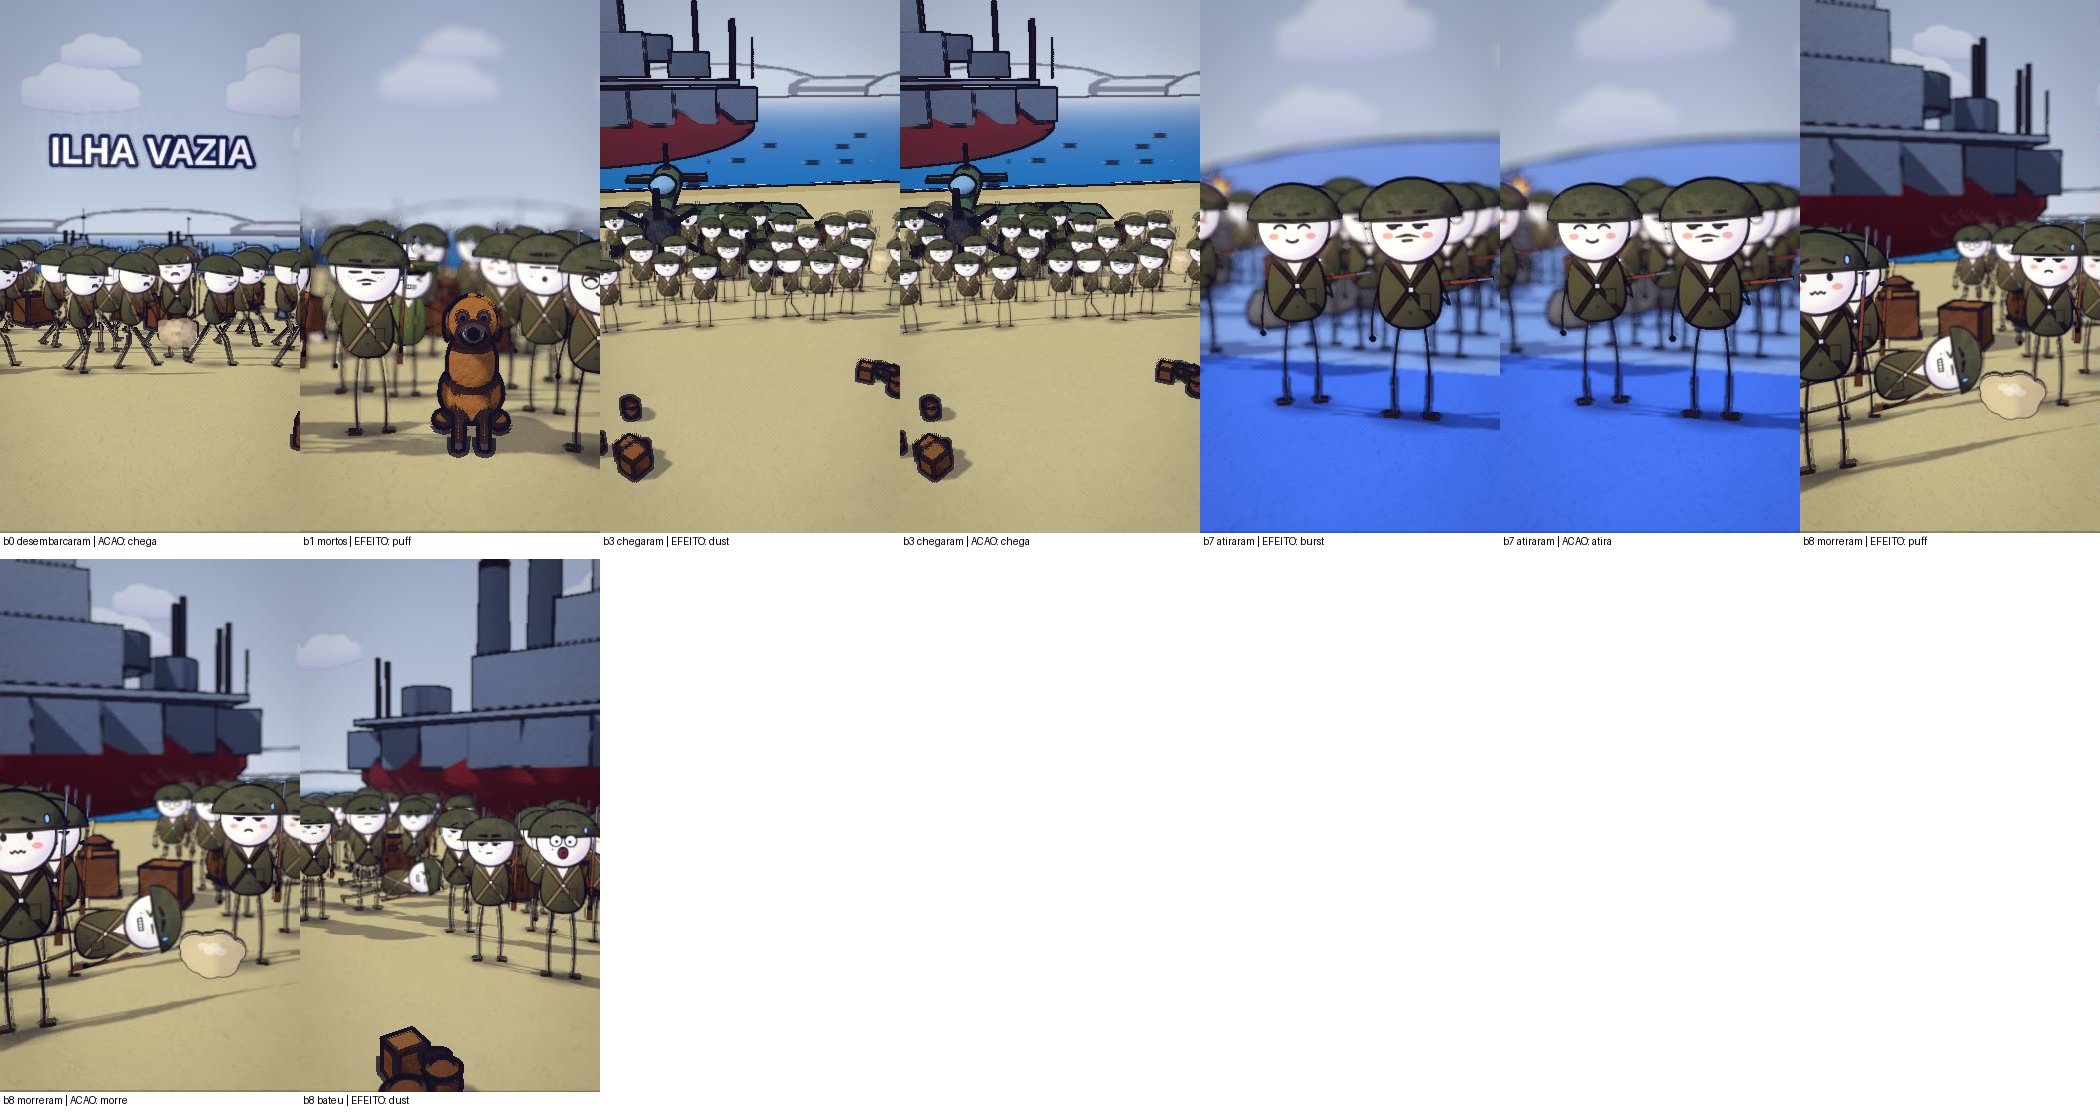 ILHA VAZIA
b0 desembarcaram | ACAO: chega
b1 mortos | EFEITO: puff
b3 chegaram | EFEITO: dust
b3 chegaram | ACAO: chega
b7 atiraram | EFEITO: burst
b7 atiraram | ACAO: atira
b8 morreram | EFEITO: puff
b8 morreram | ACAO: morre
b8 bateu | EFEITO: dust